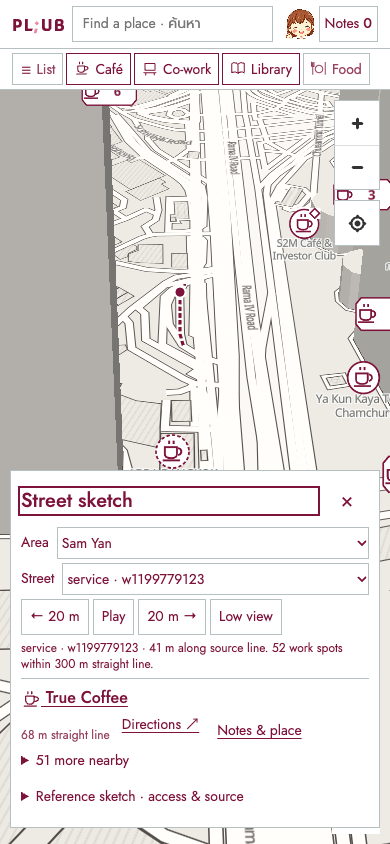 PL;UB
Find a place · ค้นหา
Notes 0
≡ List
Café
Co-work
Library
Food
6
Rama IV Road
+
−
3
S2M Café &
Investor Club
Rama IV Road
Ya Kun Kaya T
Chamchur
Street sketch
×
Area
Sam Yan
Street
service · w1199779123
← 20 m
Play
20 m →
Low view
service · w1199779123 · 41 m along source line. 52 work spots
within 300 m straight line.
True Coffee
68 m straight line
Directions ↗
Notes & place
▶ 51 more nearby
▶ Reference sketch · access & source